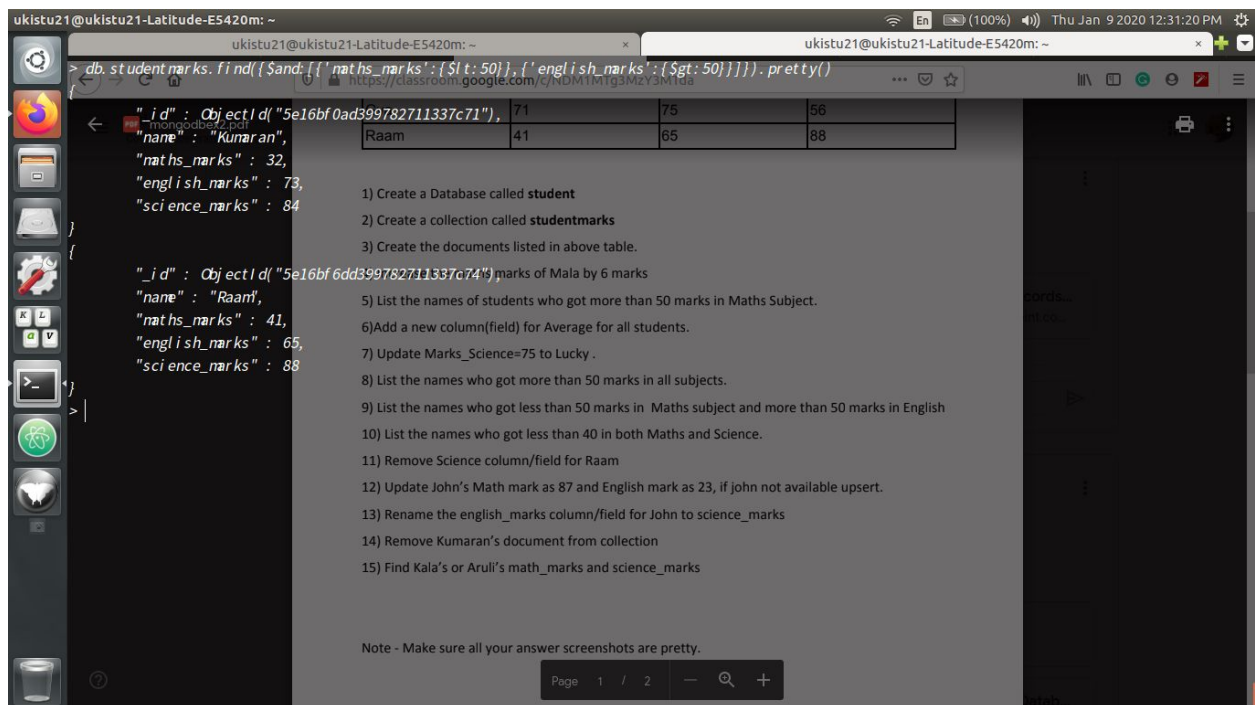 ukistu21@ukistu21-Latitude-E5420m: ~
En (100%) Thu Jan 9 2020 12:31:20 PM
ukistu21@ukistu21-Latitude-E5420m: ~ × ukistu21@ukistu21-Latitude-E5420m: ~ ×
> db.studentmarks.find({$and:[{'maths_marks':{$lt:50}},{'english_marks':{$gt:50}}]}).pretty()
{
"_id" : ObjectId("5e16bf0ad399782711337c71"),
"name" : "Kumaran",
"maths_marks" : 32,
"english_marks" : 73,
"science_marks" : 84
}
{
"_id" : ObjectId("5e16bf6dd399782711337c74"),
"name" : "Raam",
"maths_marks" : 41,
"english_marks" : 65,
"science_marks" : 88
}
>
mongodbex2.pdf
71 75 56
Raam 41 65 88
1) Create a Database called student
2) Create a collection called studentmarks
3) Create the documents listed in above table.
marks of Mala by 6 marks
5) List the names of students who got more than 50 marks in Maths Subject.
6)Add a new column(field) for Average for all students.
7) Update Marks_Science=75 to Lucky .
8) List the names who got more than 50 marks in all subjects.
9) List the names who got less than 50 marks in Maths subject and more than 50 marks in English
10) List the names who got less than 40 in both Maths and Science.
11) Remove Science column/field for Raam
12) Update John's Math mark as 87 and English mark as 23, if john not available upsert.
13) Rename the english_marks column/field for John to science_marks
14) Remove Kumaran's document from collection
15) Find Kala's or Aruli's math_marks and science_marks
Note - Make sure all your answer screenshots are pretty.
Page 1 / 2